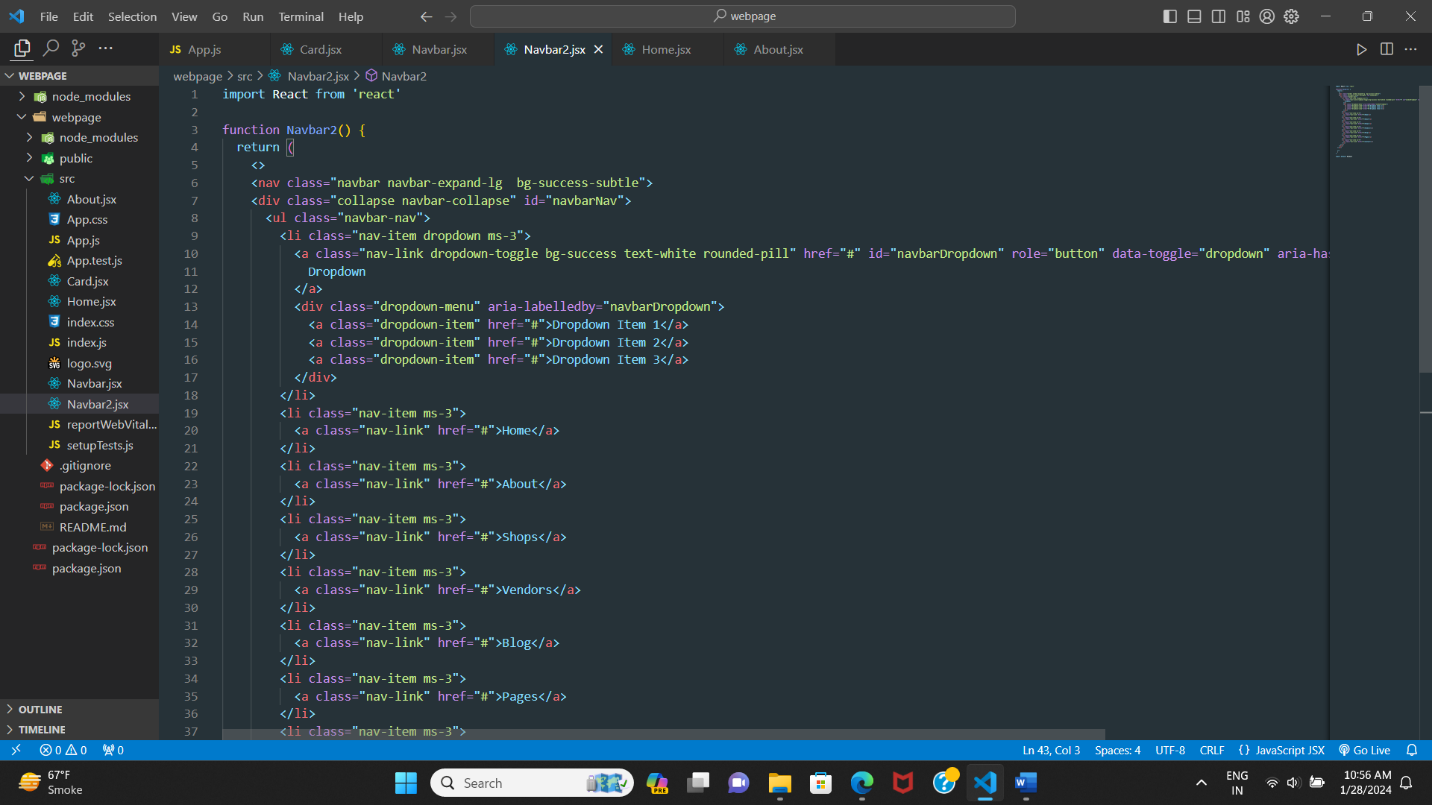 File Edit Selection View Go Run Terminal Help
webpage
JS App.js
Card.jsx
Navbar.jsx
Navbar2.jsx
Home.jsx
About.jsx
WEBPAGE
node_modules
webpage
node_modules
public
src
About.jsx
App.css
JS App.js
App.test.js
Card.jsx
Home.jsx
index.css
JS index.js
logo.svg
Navbar.jsx
Navbar2.jsx
JS reportWebVital...
JS setupTests.js
.gitignore
package-lock.json
package.json
README.md
package-lock.json
package.json
OUTLINE
TIMELINE
webpage > src > Navbar2.jsx > Navbar2
1 import React from 'react'
2
3 function Navbar2() {
4 return (
5 <>
6 <nav class="navbar navbar-expand-lg  bg-success-subtle">
7 <div class="collapse navbar-collapse" id="navbarNav">
8 <ul class="navbar-nav">
9 <li class="nav-item dropdown ms-3">
10 <a class="nav-link dropdown-toggle bg-success text-white rounded-pill" href="#" id="navbarDropdown" role="button" data-toggle="dropdown" aria-ha
11 Dropdown
12 </a>
13 <div class="dropdown-menu" aria-labelledby="navbarDropdown">
14 <a class="dropdown-item" href="#">Dropdown Item 1</a>
15 <a class="dropdown-item" href="#">Dropdown Item 2</a>
16 <a class="dropdown-item" href="#">Dropdown Item 3</a>
17 </div>
18 </li>
19 <li class="nav-item ms-3">
20 <a class="nav-link" href="#">Home</a>
21 </li>
22 <li class="nav-item ms-3">
23 <a class="nav-link" href="#">About</a>
24 </li>
25 <li class="nav-item ms-3">
26 <a class="nav-link" href="#">Shops</a>
27 </li>
28 <li class="nav-item ms-3">
29 <a class="nav-link" href="#">Vendors</a>
30 </li>
31 <li class="nav-item ms-3">
32 <a class="nav-link" href="#">Blog</a>
33 </li>
34 <li class="nav-item ms-3">
35 <a class="nav-link" href="#">Pages</a>
36 </li>
37 <li class="nav-item ms-3">
0 0 0
Ln 43, Col 3 Spaces: 4 UTF-8 CRLF {} JavaScript JSX Go Live
67°F
Smoke
Search
PRE
ENG
IN
10:56 AM
1/28/2024